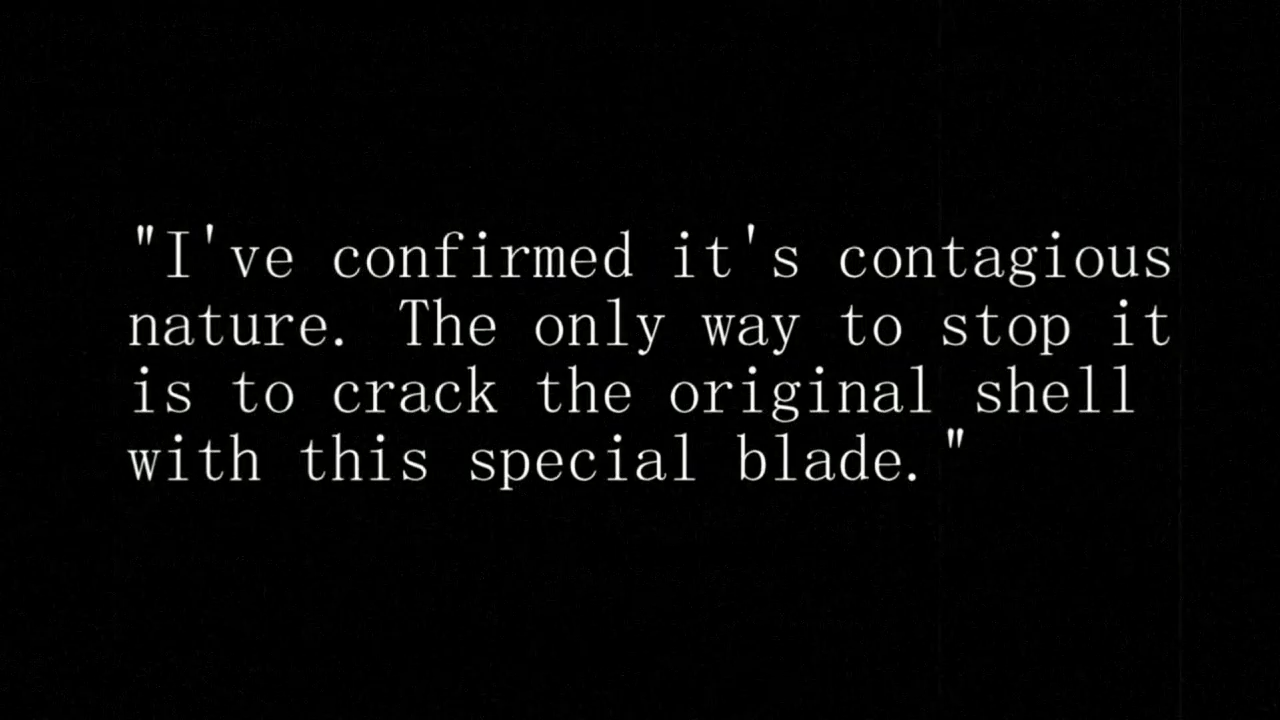 "I've confirmed it's contagious
nature. The only way to stop it
is to crack the original shell
with this special blade."